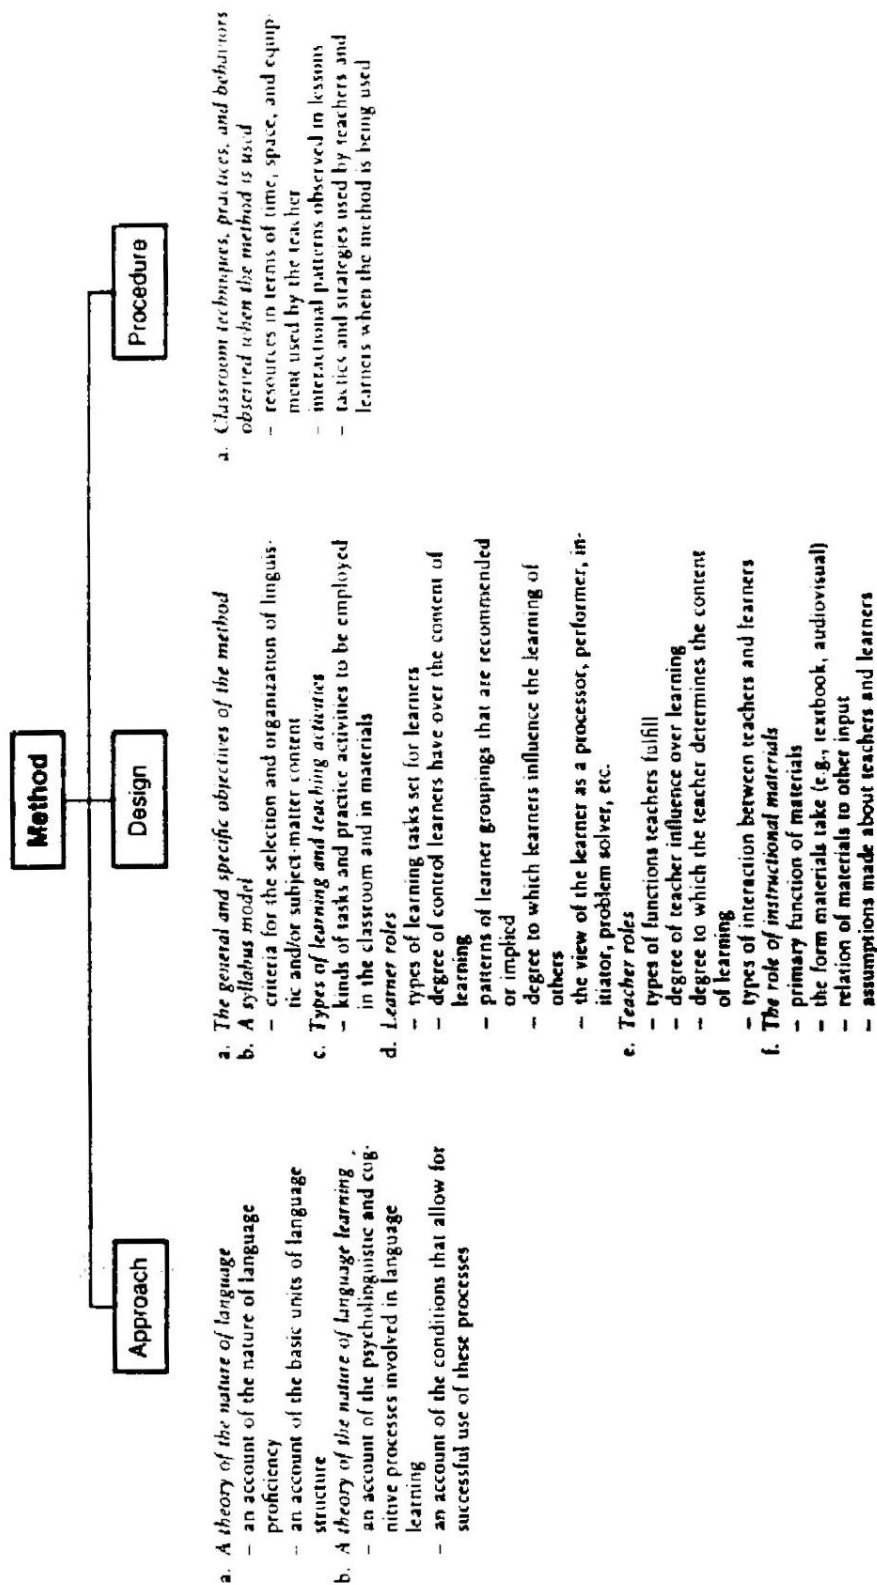 Method
Approach
Design
Procedure
a. A theory of the nature of language
– an account of the nature of language
proficiency
– an account of the basic units of language
structure
b. A theory of the nature of language learning
– an account of the psycholinguistic and cog-
nitive processes involved in language
learning
– an account of the conditions that allow for
successful use of these processes
a. The general and specific objectives of the method
b. A syllabus model
– criteria for the selection and organization of linguis-
tic and/or subject-matter content
c. Types of learning and teaching activities
– kinds of tasks and practice activities to be employed
in the classroom and in materials
d. Learner roles
– types of learning tasks set for learners
– degree of control learners have over the content of
learning
– patterns of learner groupings that are recommended
or implied
– degree to which learners influence the learning of
others
– the view of the learner as a processor, performer, in-
itiator, problem solver, etc.
e. Teacher roles
– types of functions teachers fulfill
– degree of teacher influence over learning
– degree to which the teacher determines the content
of learning
– types of interaction between teachers and learners
f. The role of instructional materials
– primary function of materials
– the form materials take (e.g., textbook, audiovisual)
– relation of materials to other input
– assumptions made about teachers and learners
a. Classroom techniques, practices, and behaviors
observed when the method is used
– resources in terms of time, space, and equip-
ment used by the teacher
– interactional patterns observed in lessons
– tactics and strategies used by teachers and
learners when the method is being used